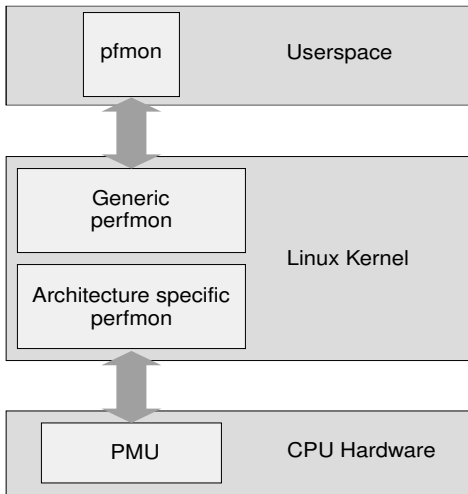 pfmon
Userspace
Generic
perfmon
Linux Kernel
Architecture specific
perfmon
PMU
CPU Hardware